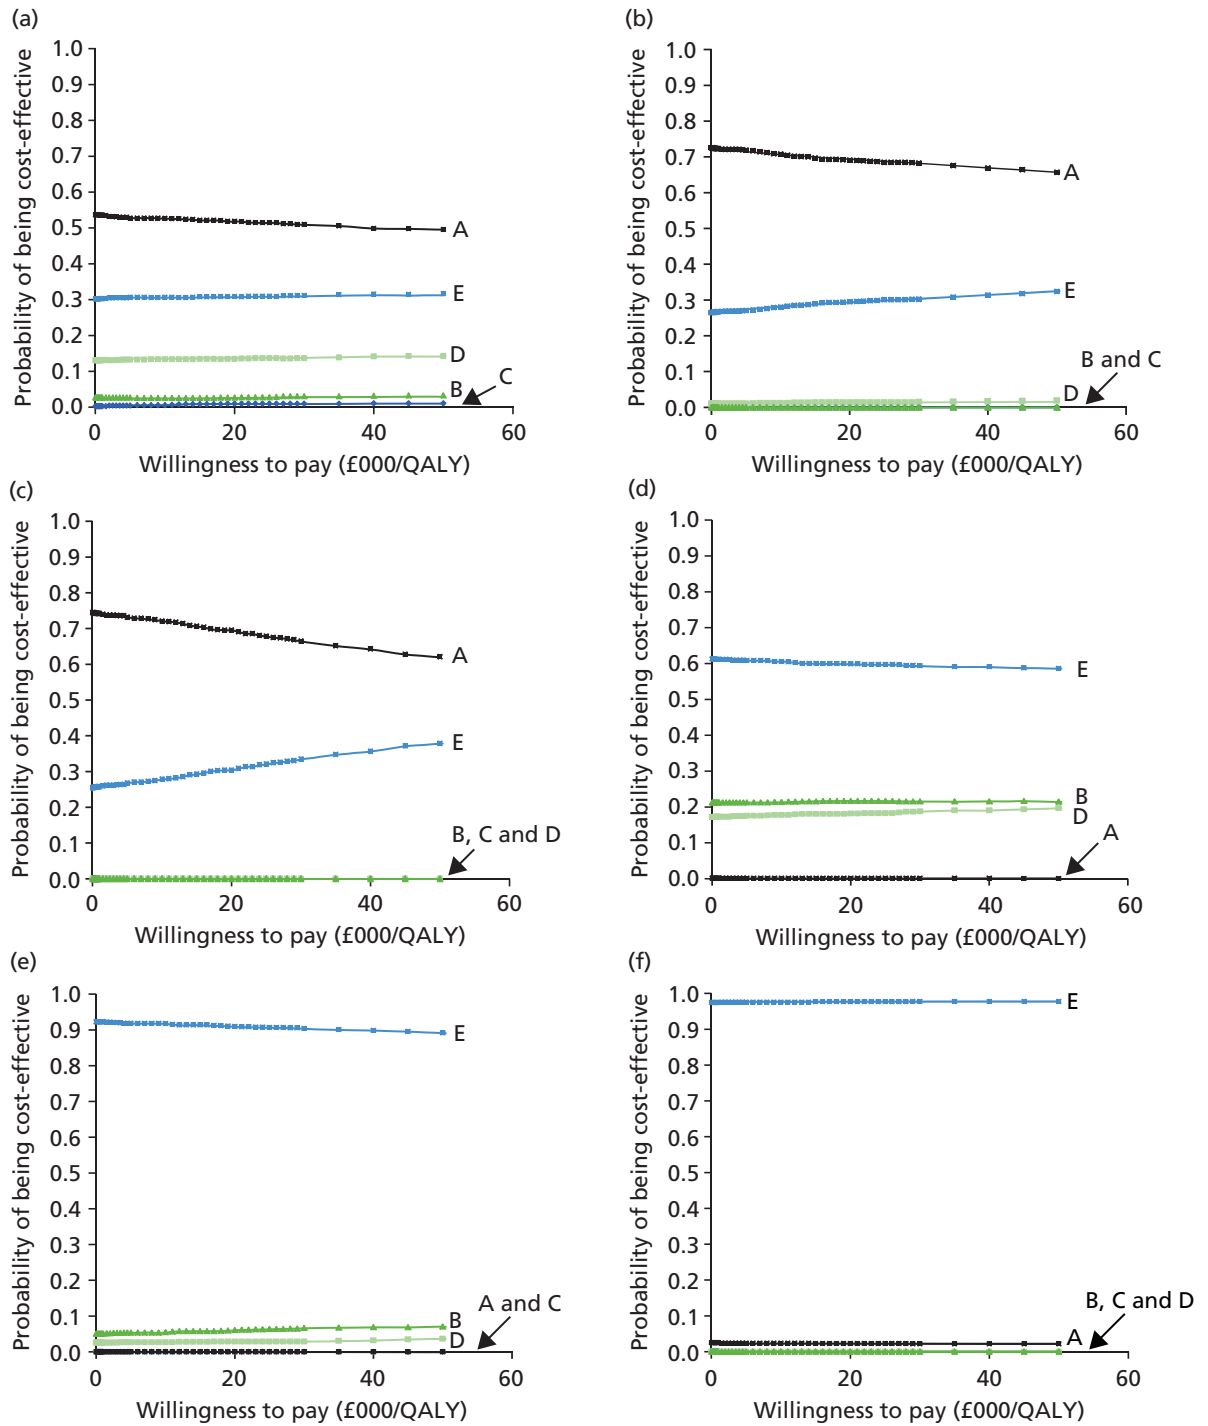 (a)
Probability of being cost-effective
1.0
0.9
0.8
0.7
0.6
0.5
0.4
0.3
0.2
0.1
0.0
A
E
D
B
C
0 20 40 60
Willingness to pay (£000/QALY)
(b)
Probability of being cost-effective
1.0
0.9
0.8
0.7
0.6
0.5
0.4
0.3
0.2
0.1
0.0
A
E
B and C
D
0 20 40 60
Willingness to pay (£000/QALY)
(c)
Probability of being cost-effective
1.0
0.9
0.8
0.7
0.6
0.5
0.4
0.3
0.2
0.1
0.0
A
E
B, C and D
0 20 40 60
Willingness to pay (£000/QALY)
(d)
Probability of being cost-effective
1.0
0.9
0.8
0.7
0.6
0.5
0.4
0.3
0.2
0.1
0.0
E
B
D
A
0 20 40 60
Willingness to pay (£000/QALY)
(e)
Probability of being cost-effective
1.0
0.9
0.8
0.7
0.6
0.5
0.4
0.3
0.2
0.1
0.0
E
A and C
B
D
0 20 40 60
Willingness to pay (£000/QALY)
(f)
Probability of being cost-effective
1.0
0.9
0.8
0.7
0.6
0.5
0.4
0.3
0.2
0.1
0.0
E
B, C and D
A
0 20 40 60
Willingness to pay (£000/QALY)